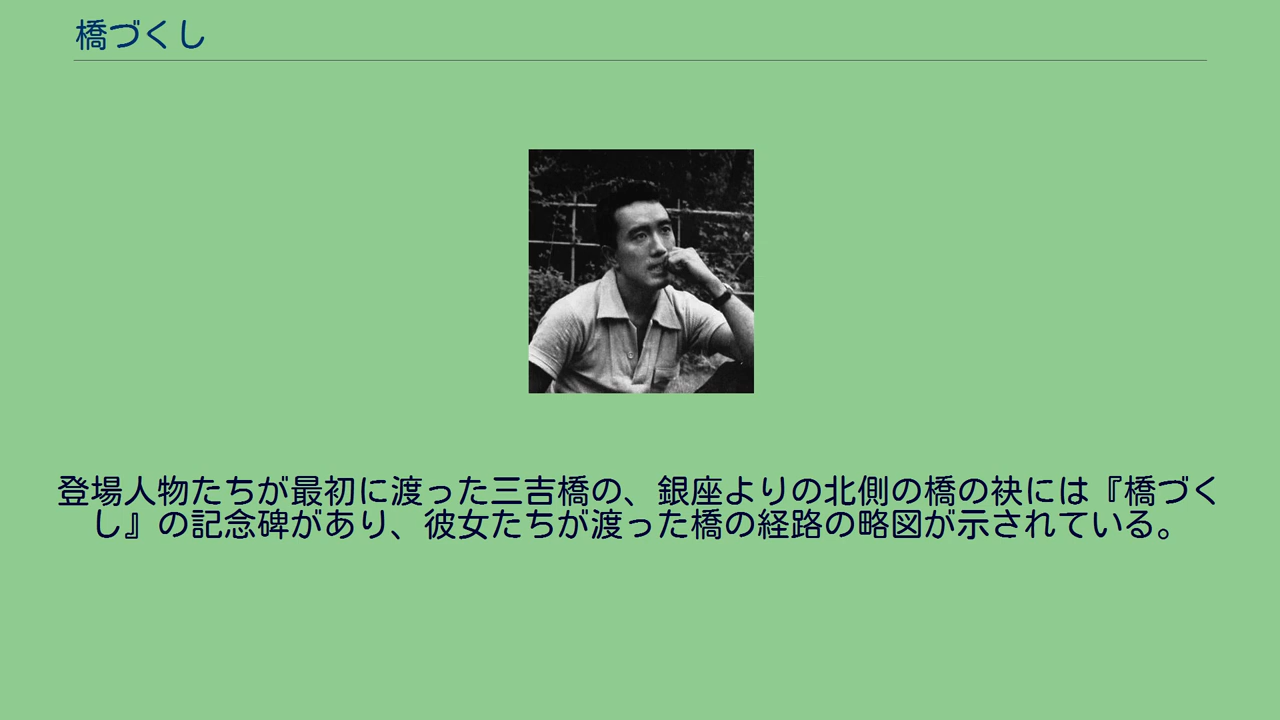 橋づくし
登場人物たちが最初に渡った三吉橋の、銀座よりの北側の橋の袂には『橋づく
し』の記念碑があり、彼女たちが渡った橋の経路の略図が示されている。